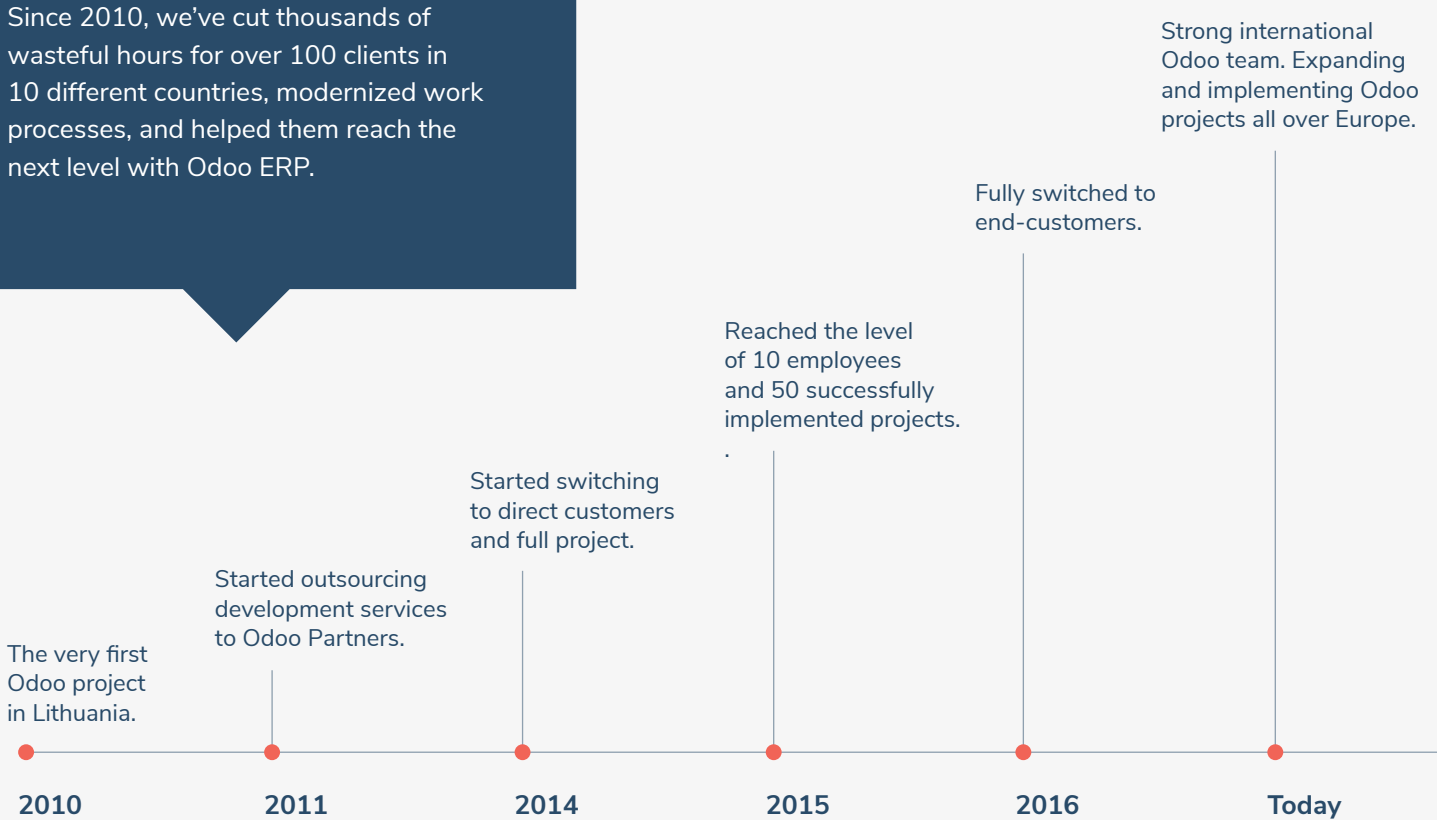 Since 2010, we've cut thousands of
wasteful hours for over 100 clients in
10 different countries, modernized work
processes, and helped them reach the
next level with Odoo ERP.
The very first
Odoo project
in Lithuania.
Started outsourcing
development services
to Odoo Partners.
Started switching
to direct customers
and full project.
Reached the level
of 10 employees
and 50 successfully
implemented projects.
.
Fully switched to
end-customers.
Strong international
Odoo team. Expanding
and implementing Odoo
projects all over Europe.
2010
2011
2014
2015
2016
Today